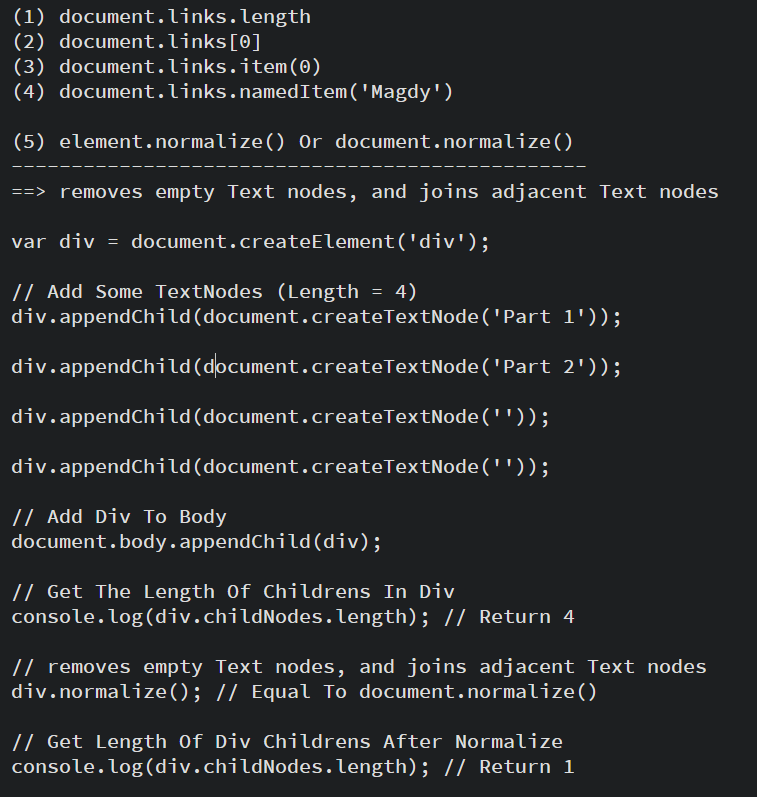 (1) document.links.length
(2) document.links[0]
(3) document.links.item(0)
(4) document.links.namedItem('Magdy')
(5) element.normalize() Or document.normalize()
------------------------------------------------
==> removes empty Text nodes, and joins adjacent Text nodes
var div = document.createElement('div');
// Add Some TextNodes (Length = 4)
div.appendChild(document.createTextNode('Part 1'));
div.appendChild(document.createTextNode('Part 2'));
div.appendChild(document.createTextNode(''));
div.appendChild(document.createTextNode(''));
// Add Div To Body
document.body.appendChild(div);
// Get The Length Of Childrens In Div
console.log(div.childNodes.length); // Return 4
// removes empty Text nodes, and joins adjacent Text nodes
div.normalize(); // Equal To document.normalize()
// Get Length Of Div Childrens After Normalize
console.log(div.childNodes.length); // Return 1